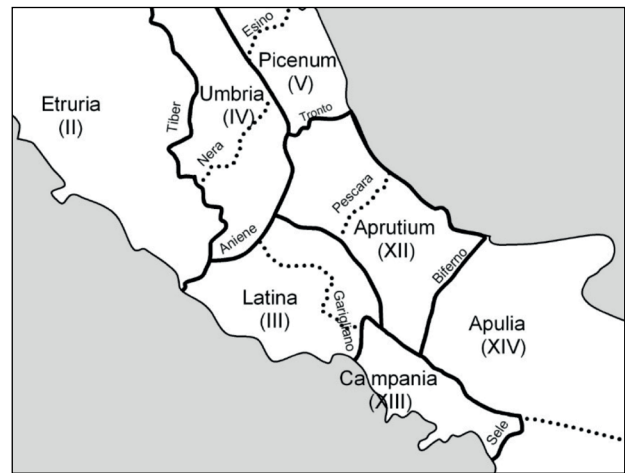 Esino
Picenum
(V)
Etruria
(II)
Tiber
Umbria
(IV)
Tronto
Nera
Pescara
Aniene
Aprutium
(XII)
Biferno
Latina
(III)
Garigliano
Apulia
(XIV)
Campania
(XIII)
Sele